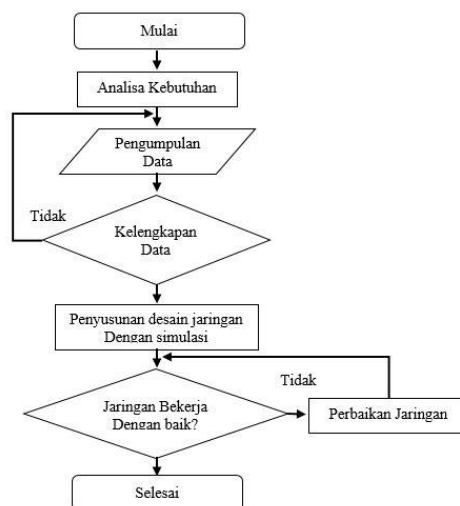 Mulai
Analisa Kebutuhan
Pengumpulan
Data
Tidak
Kelengkapan
Data
Penyusunan desain jaringan
Dengan simulasi
Tidak
Jaringan Bekerja
Dengan baik?
Perbaikan Jaringan
Selesai